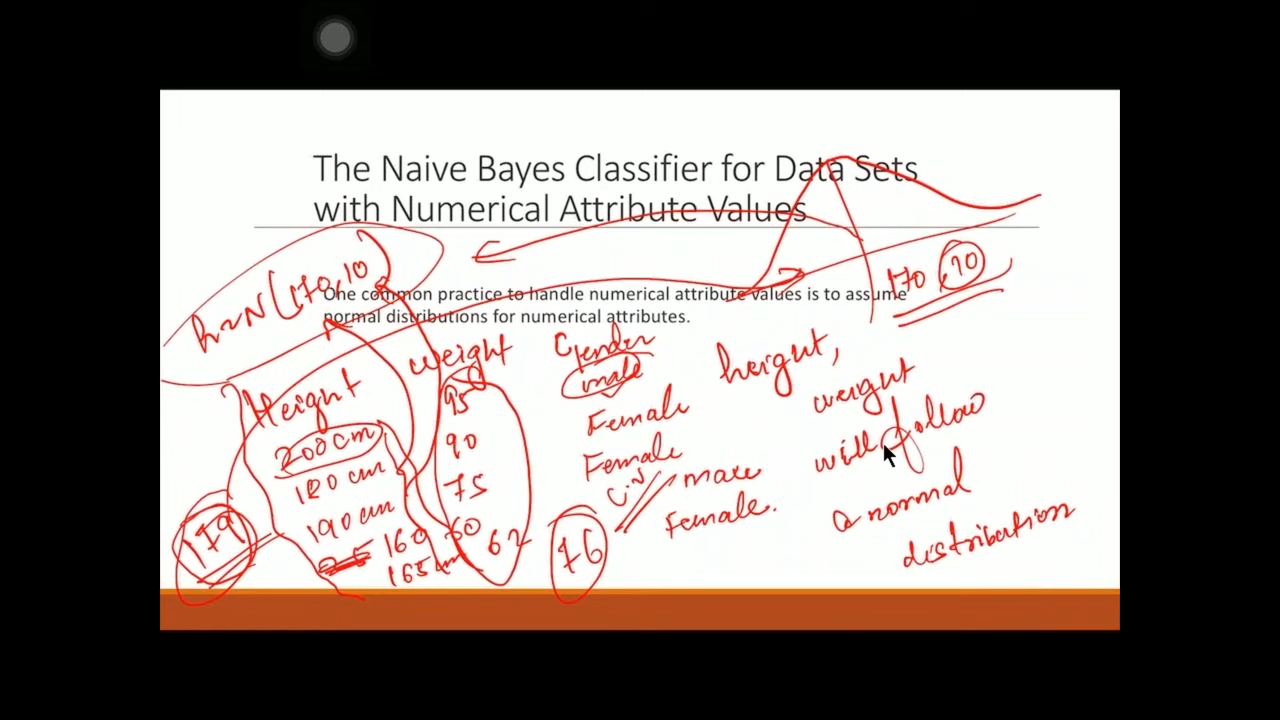 The Naive Bayes Classifier for Data Sets
with Numerical Attribute Values
h~N(170,10)
170,10
One common practice to handle numerical attribute values is to assume
normal distributions for numerical attributes.
Height weight Gender
200 cm 95 male
90 Female
190 cm 75 Female
160 60 male
165 cm 62 Female.
179
76
height,
weight
will follow
a normal
distribution